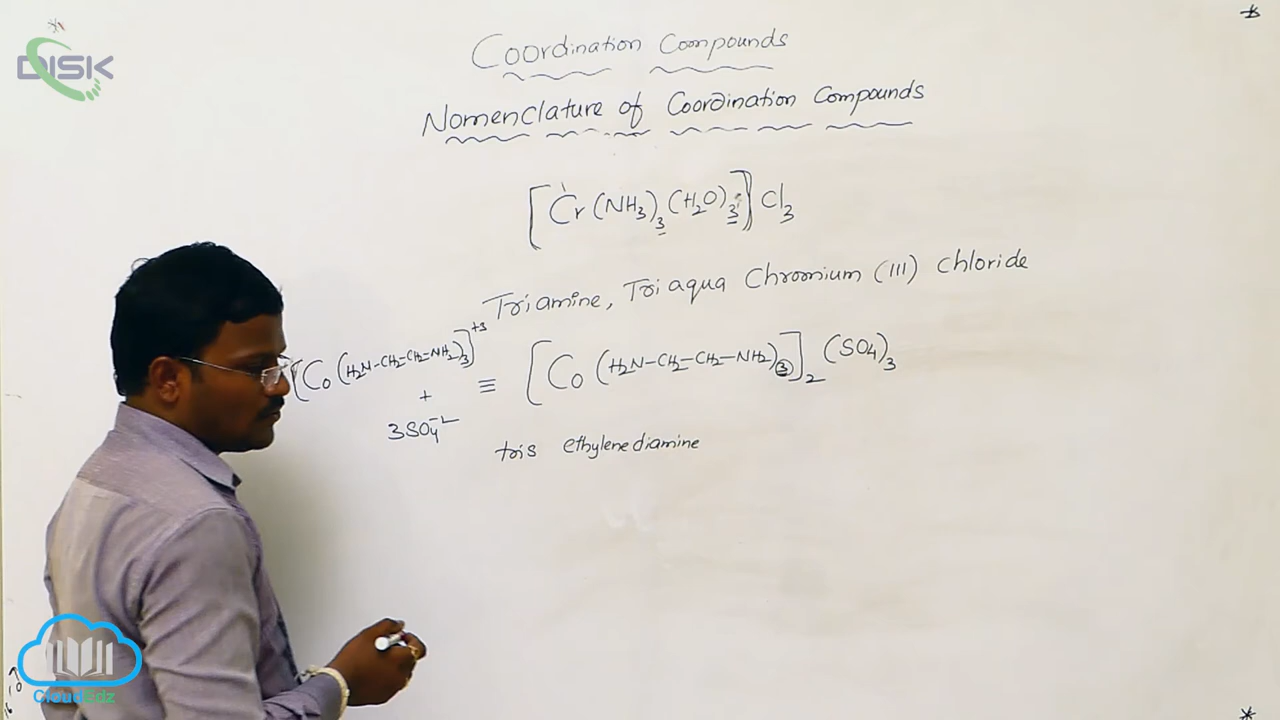 DISK
Coordination Compounds
Nomenclature of Coordination Compounds
[Cr(NH3)3(H2O)3]Cl3
Triamine, Triaqua Chromium (III) chloride
[Co(H2N-CH2-CH2-NH2)3]+3 ≡ [Co(H2N-CH2-CH2-NH2)3]2(SO4)3
+
3SO4-2
tris ethylenediamine
CloudEdz